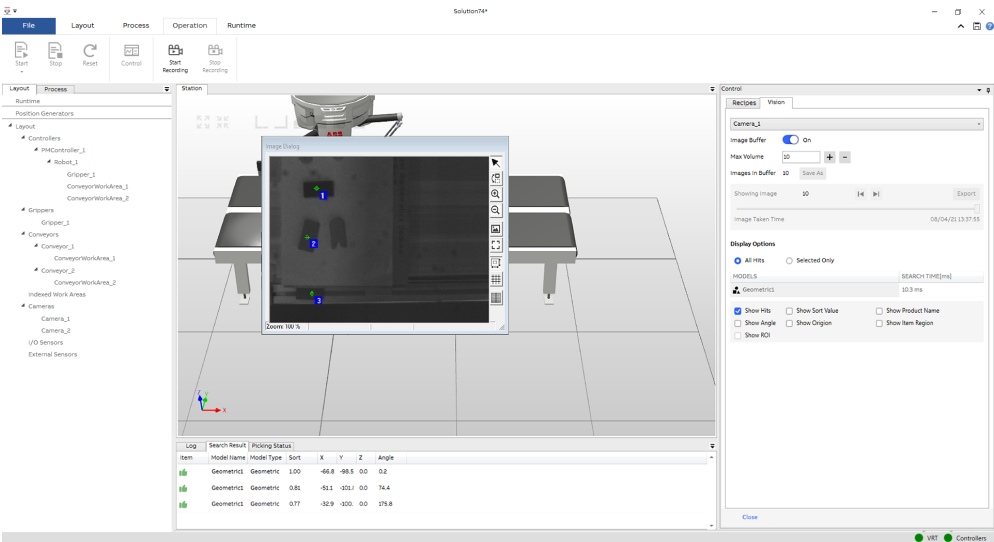 Solution74*
File Layout Process Operation Runtime
Start Stop Reset Control Start Recording Stop Recording
Layout Process
Runtime
Position Generators
Layout
Controllers
PMController_1
Robot_1
Gripper_1
ConveyorWorkArea_1
ConveyorWorkArea_2
Grippers
Gripper_1
Conveyors
Conveyor_1
ConveyorWorkArea_1
Conveyor_2
ConveyorWorkArea_2
Indexed Work Areas
Cameras
Camera_1
Camera_2
I/O Sensors
External Sensors
Station
ABB
Image Dialog
1
2
3
Zoom: 100 %
Z
X
Log Search Result Picking Status
Item Model Name Model Type Sort X Y Z Angle
Geometric1 Geometric 1.00 -66.8 -98.5 0.0 0.2
Geometric1 Geometric 0.81 -51.1 -101.( 0.0 74.4
Geometric1 Geometric 0.77 -32.9 -100. 0.0 175.8
Control
Recipes Vision
Camera_1
Image Buffer On
Max Volume 10 + -
Images In Buffer 10 Save As
Showing Image 10 Export
Image Taken Time 08/04/21 13:37:55
Display Options
All Hits Selected Only
MODELS SEARCH TIME[ms]
Geometric1 10.3 ms
Show Hits Show Sort Value Show Product Name
Show Angle Show Origion Show Item Region
Show ROI
Close
VRT Controllers